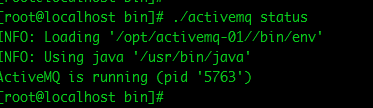 [root@localhost bin]# ./activemq status
INFO: Loading '/opt/activemq-01//bin/env'
INFO: Using java '/usr/bin/java'
ActiveMQ is running (pid '5763')
[root@localhost bin]#